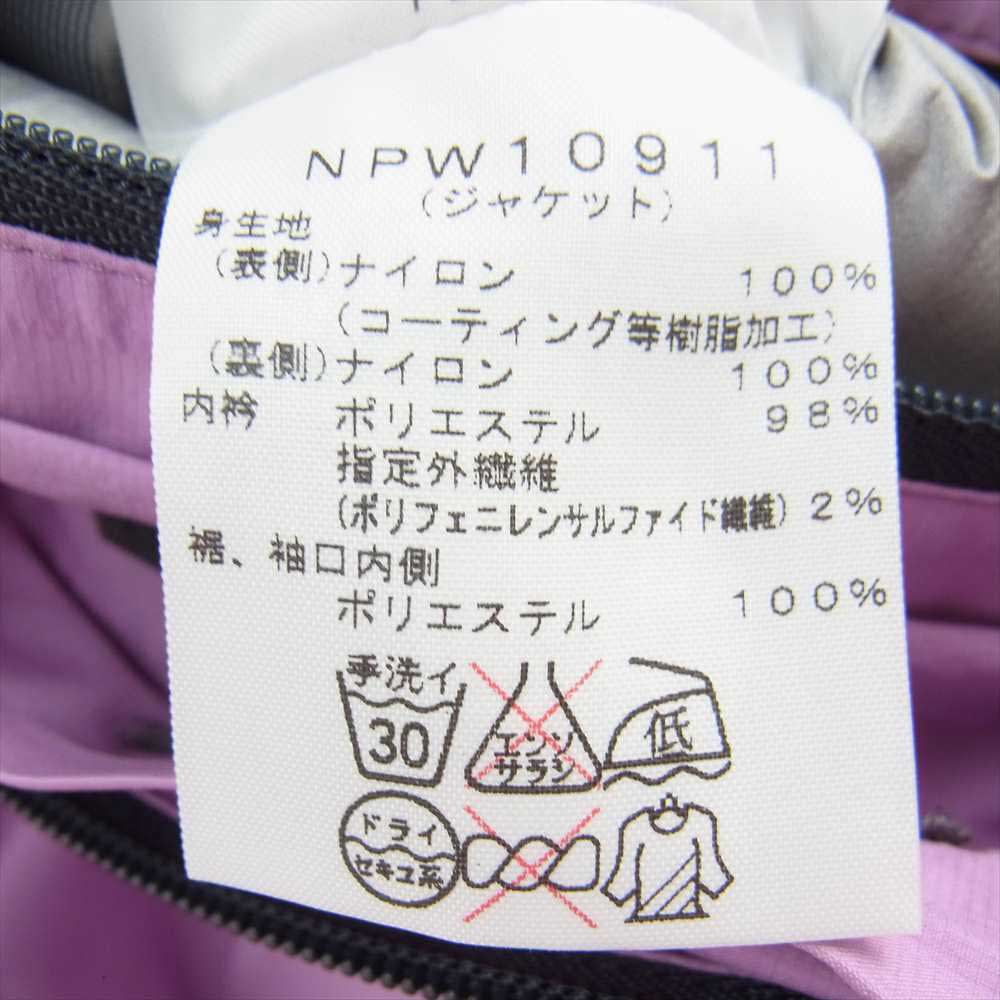 NPW10911
(ジャケット)
身生地
(表側)ナイロン 100%
(コーティング等樹脂加工)
(裏側)ナイロン 100%
内衿 ポリエステル 98%
指定外繊維
(ポリフェニレンサルファイド繊維) 2%
裾、袖口内側
ポリエステル 100%
手洗イ
30
エンソ
サラシ
低
ドライ
セキユ系